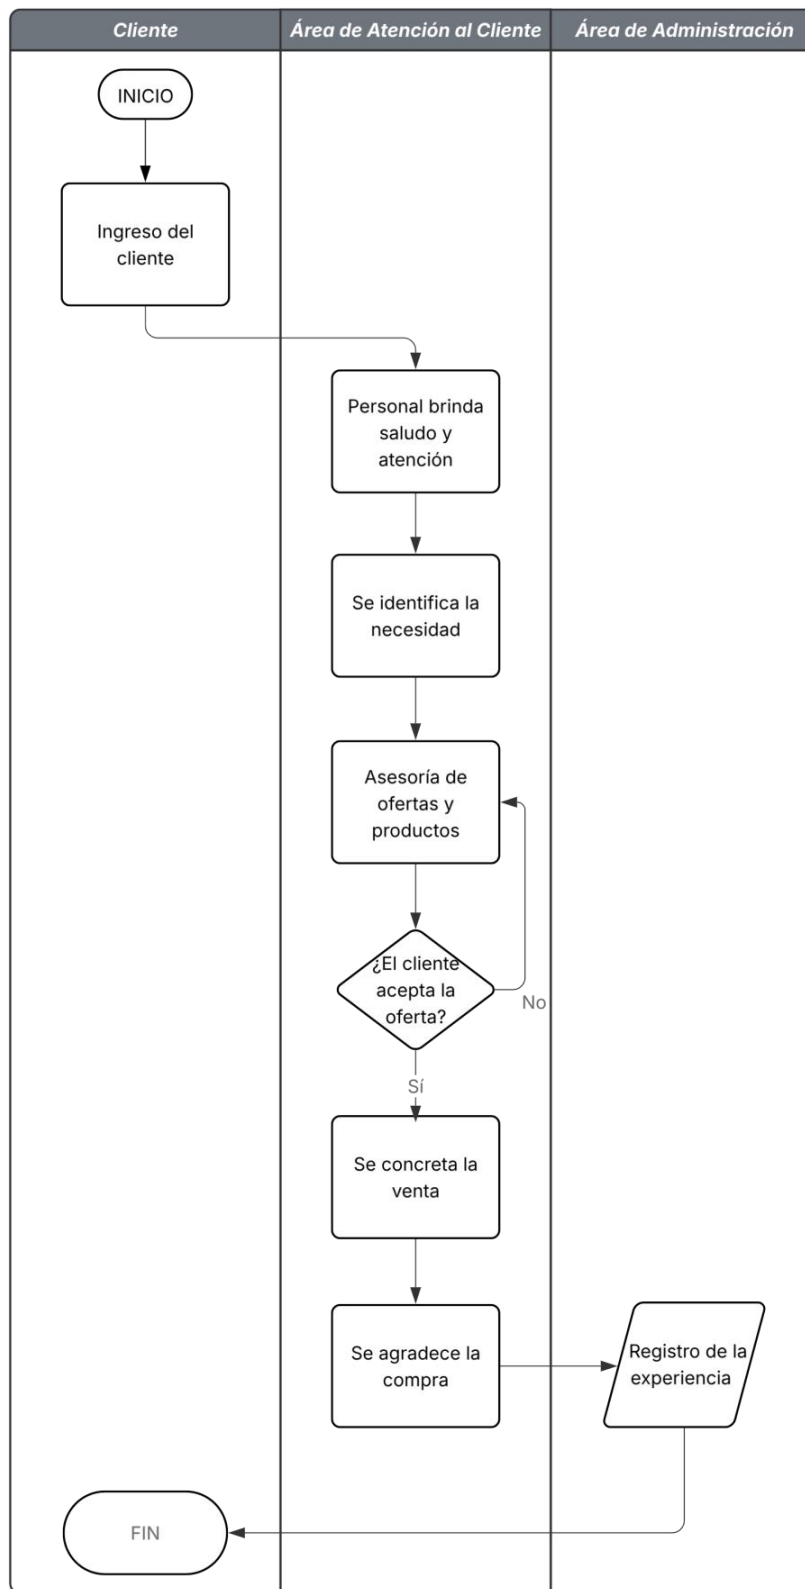 Cliente
Área de Atención al Cliente
Área de Administración
INICIO
Ingreso del
cliente
Personal brinda
saludo y
atención
Se identifica la
necesidad
Asesoría de
ofertas y
productos
¿El cliente
acepta la
oferta?
No
Sí
Se concreta la
venta
Se agradece la
compra
Registro de la
experiencia
FIN